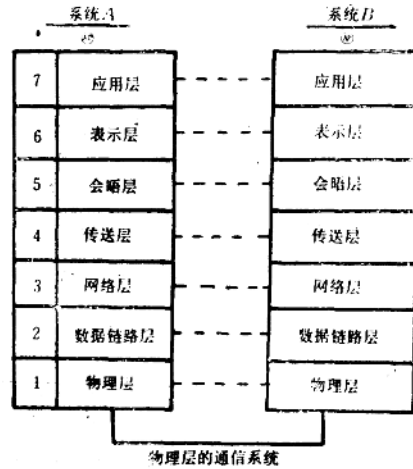 系统A
系统B
7 应用层 应用层
6 表示层 表示层
5 会晤层 会晤层
4 传送层 传送层
3 网络层 网络层
2 数据链路层 数据链路层
1 物理层 物理层
物理层的通信系统